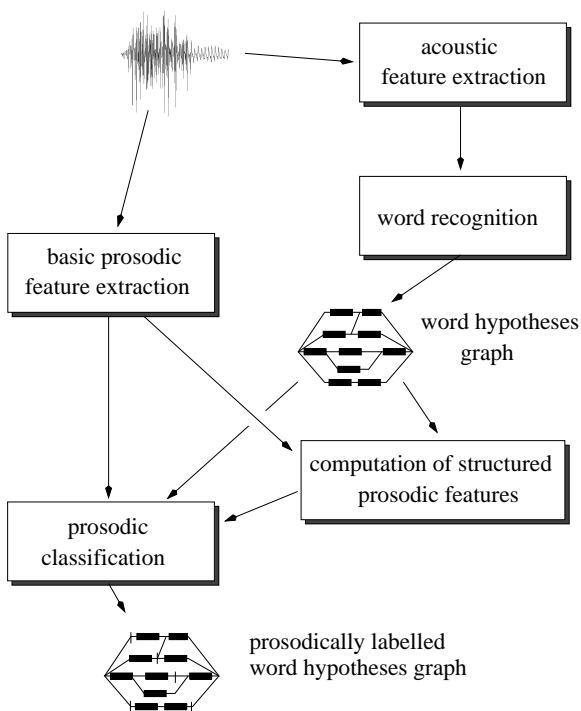 acoustic
feature extraction
word recognition
basic prosodic
feature extraction
word hypotheses
graph
computation of structured
prosodic features
prosodic
classification
prosodically labelled
word hypotheses graph